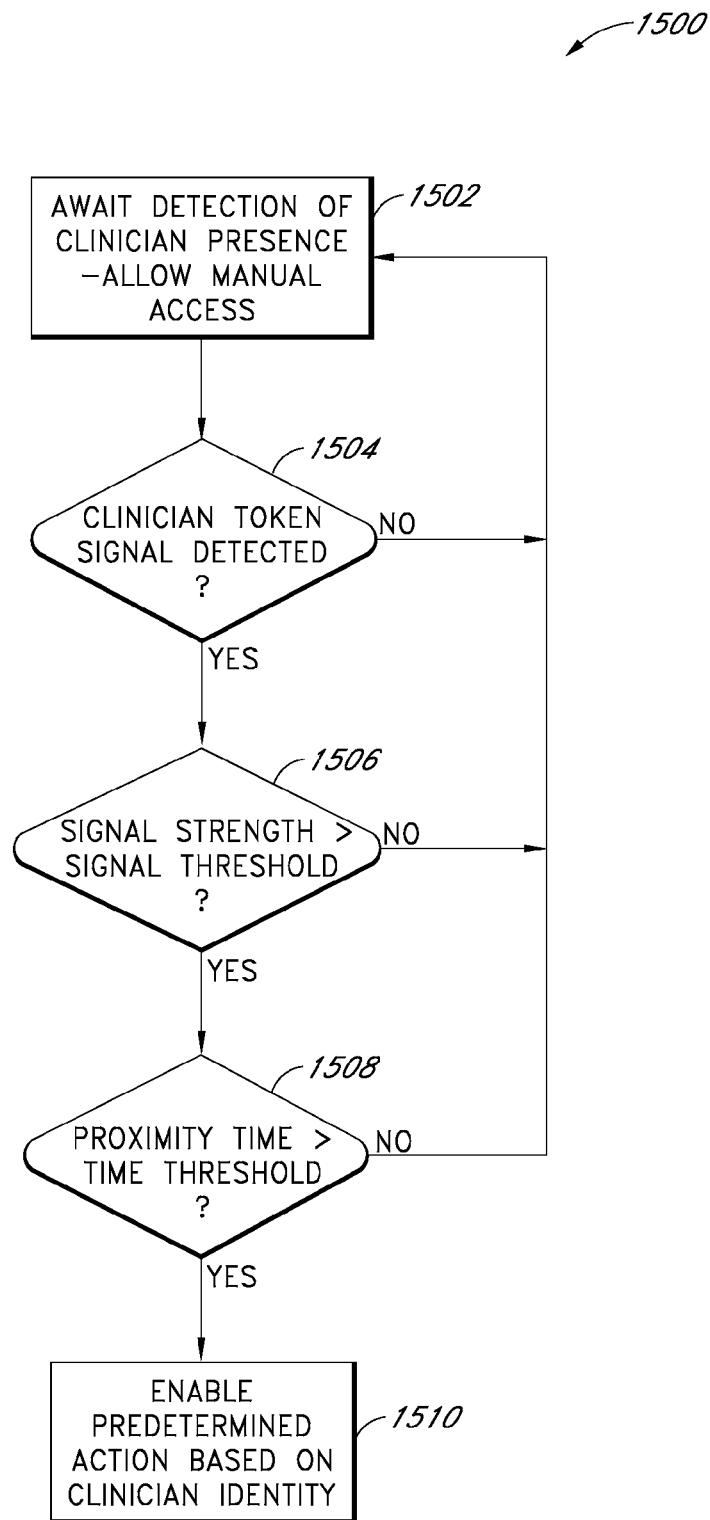 1500
AWAIT DETECTION OF
CLINICIAN PRESENCE
-ALLOW MANUAL
ACCESS
1502
CLINICIAN TOKEN
SIGNAL DETECTED
?
1504
NO
YES
SIGNAL STRENGTH >
SIGNAL THRESHOLD
?
1506
NO
YES
PROXIMITY TIME >
TIME THRESHOLD
?
1508
NO
YES
ENABLE
PREDETERMINED
ACTION BASED ON
CLINICIAN IDENTITY
1510